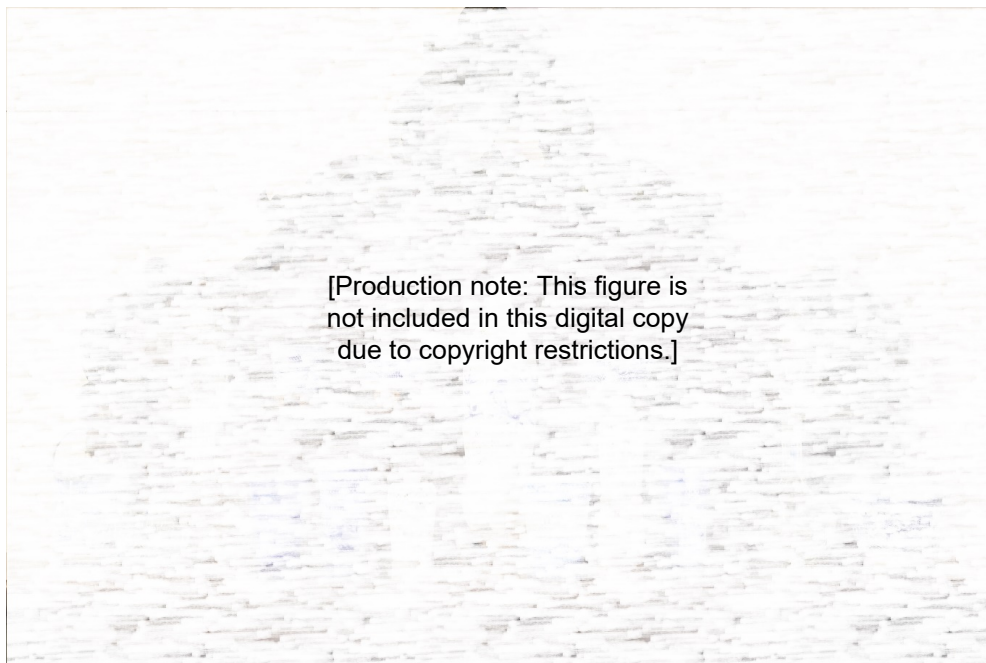 [Production note: This figure is
not included in this digital copy
due to copyright restrictions.]